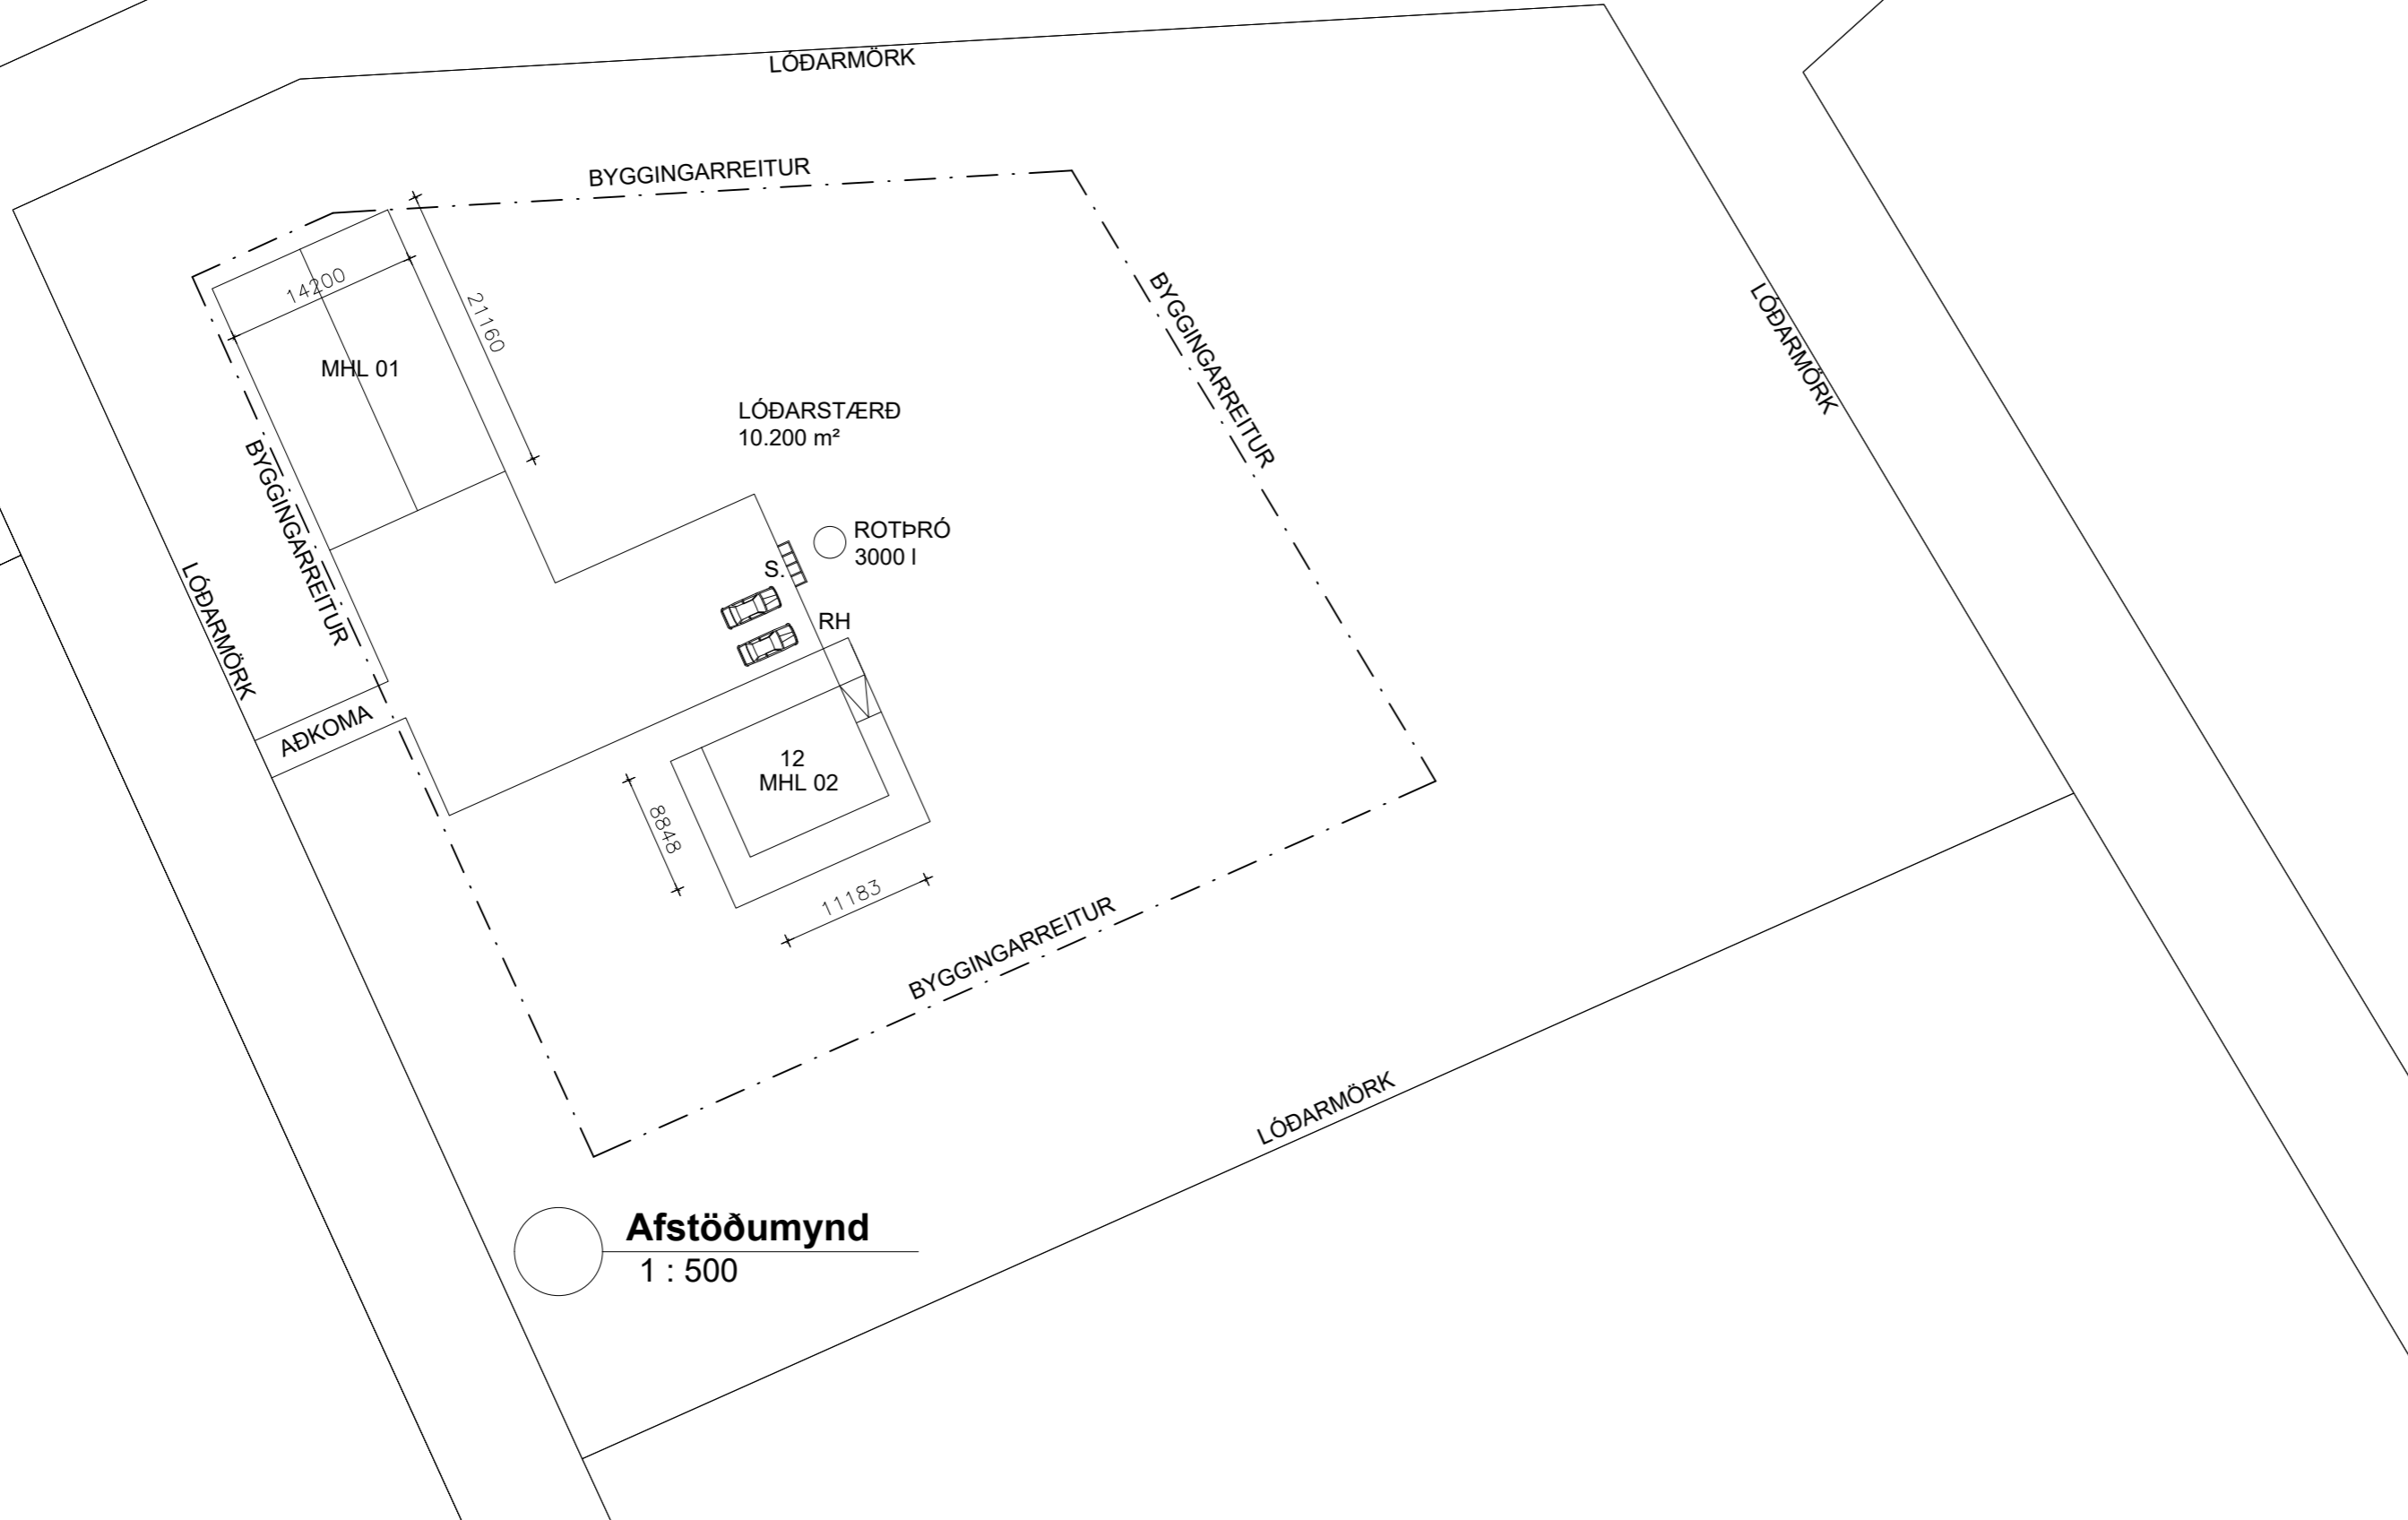 LÓÐARMÖRK
BYGGINGARREITUR
14200
21160
MHL 01
BYGGINGARREITUR
LÓÐARMÖRK
LÓÐARSTÆRÐ
10.200 m²
BYGGINGARREITUR
ROTÞRÓ
3000 l
S.
RH
LÓÐARMÖRK
AÐKOMA
12
MHL 02
8848
11183
BYGGINGARREITUR
LÓÐARMÖRK
Afstöðumynd
1 : 500